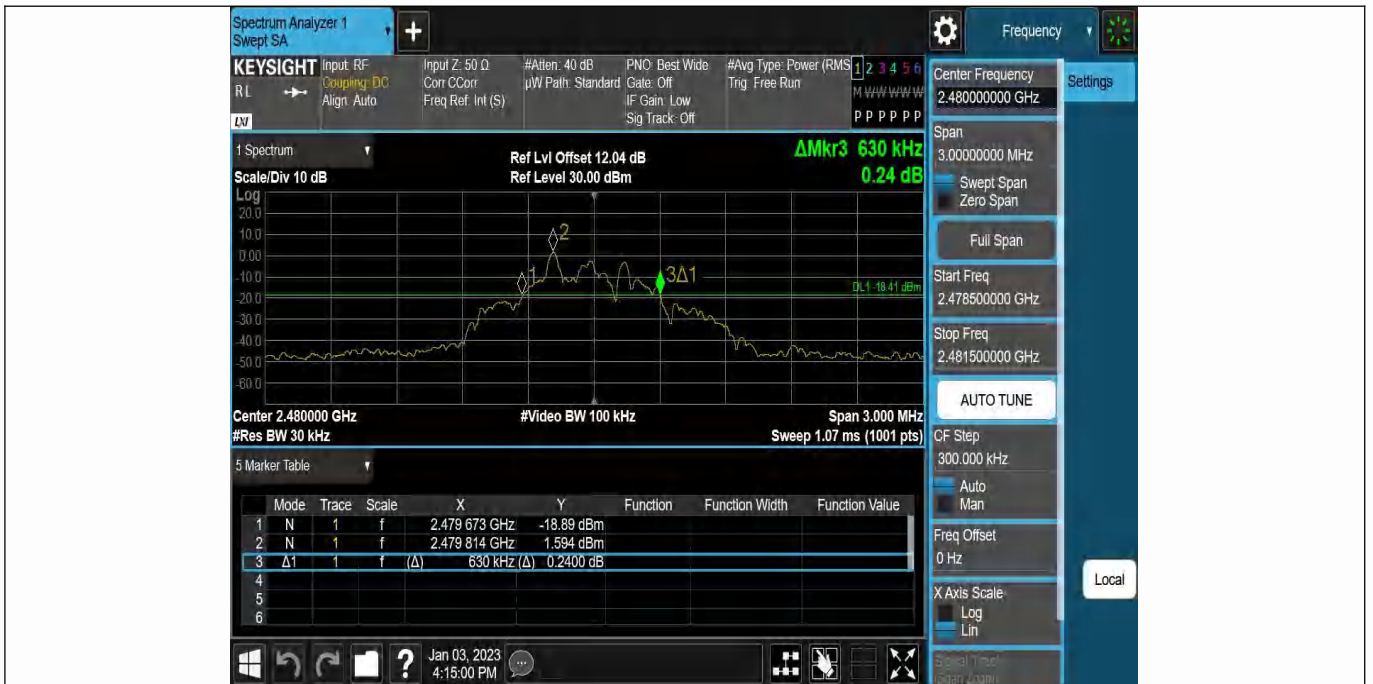 Spectrum Analyzer 1
Swept SA
Frequency
KEYSIGHT
RL
LXI
Input: RF
Coupling: DC
Align: Auto
Input Z: 50 Ω
Corr CCorr
Freq Ref: Int (S)
#Atten: 40 dB
µW Path: Standard
PNO: Best Wide
Gate: Off
IF Gain: Low
Sig Track: Off
#Avg Type: Power (RMS
Trig: Free Run
1 2 3 4 5 6
M W W W W W
P P P P P P
1 Spectrum
Scale/Div 10 dB
Ref Lvl Offset 12.04 dB
Ref Level 30.00 dBm
ΔMkr3 630 kHz
0.24 dB
Log
20.0
10.0
0.00
-10.0
-20.0
-30.0
-40.0
-50.0
-60.0
1
2
3Δ1
DL1 -18.41 dBm
Center 2.480000 GHz
#Video BW 100 kHz
Span 3.000 MHz
#Res BW 30 kHz
Sweep 1.07 ms (1001 pts)
5 Marker Table
Mode Trace Scale X Y Function Function Width Function Value
1 N 1 f 2.479 673 GHz -18.89 dBm
2 N 1 f 2.479 814 GHz 1.594 dBm
3 Δ1 1 f (Δ) 630 kHz (Δ) 0.2400 dB
4
5
6
?
Jan 03, 2023
4:15:00 PM
Center Frequency
2.480000000 GHz
Span
3.00000000 MHz
Swept Span
Zero Span
Full Span
Start Freq
2.478500000 GHz
Stop Freq
2.481500000 GHz
AUTO TUNE
CF Step
300.000 kHz
Auto
Man
Freq Offset
0 Hz
X Axis Scale
Log
Lin
Signal Track
(Span Zoom)
Settings
Local